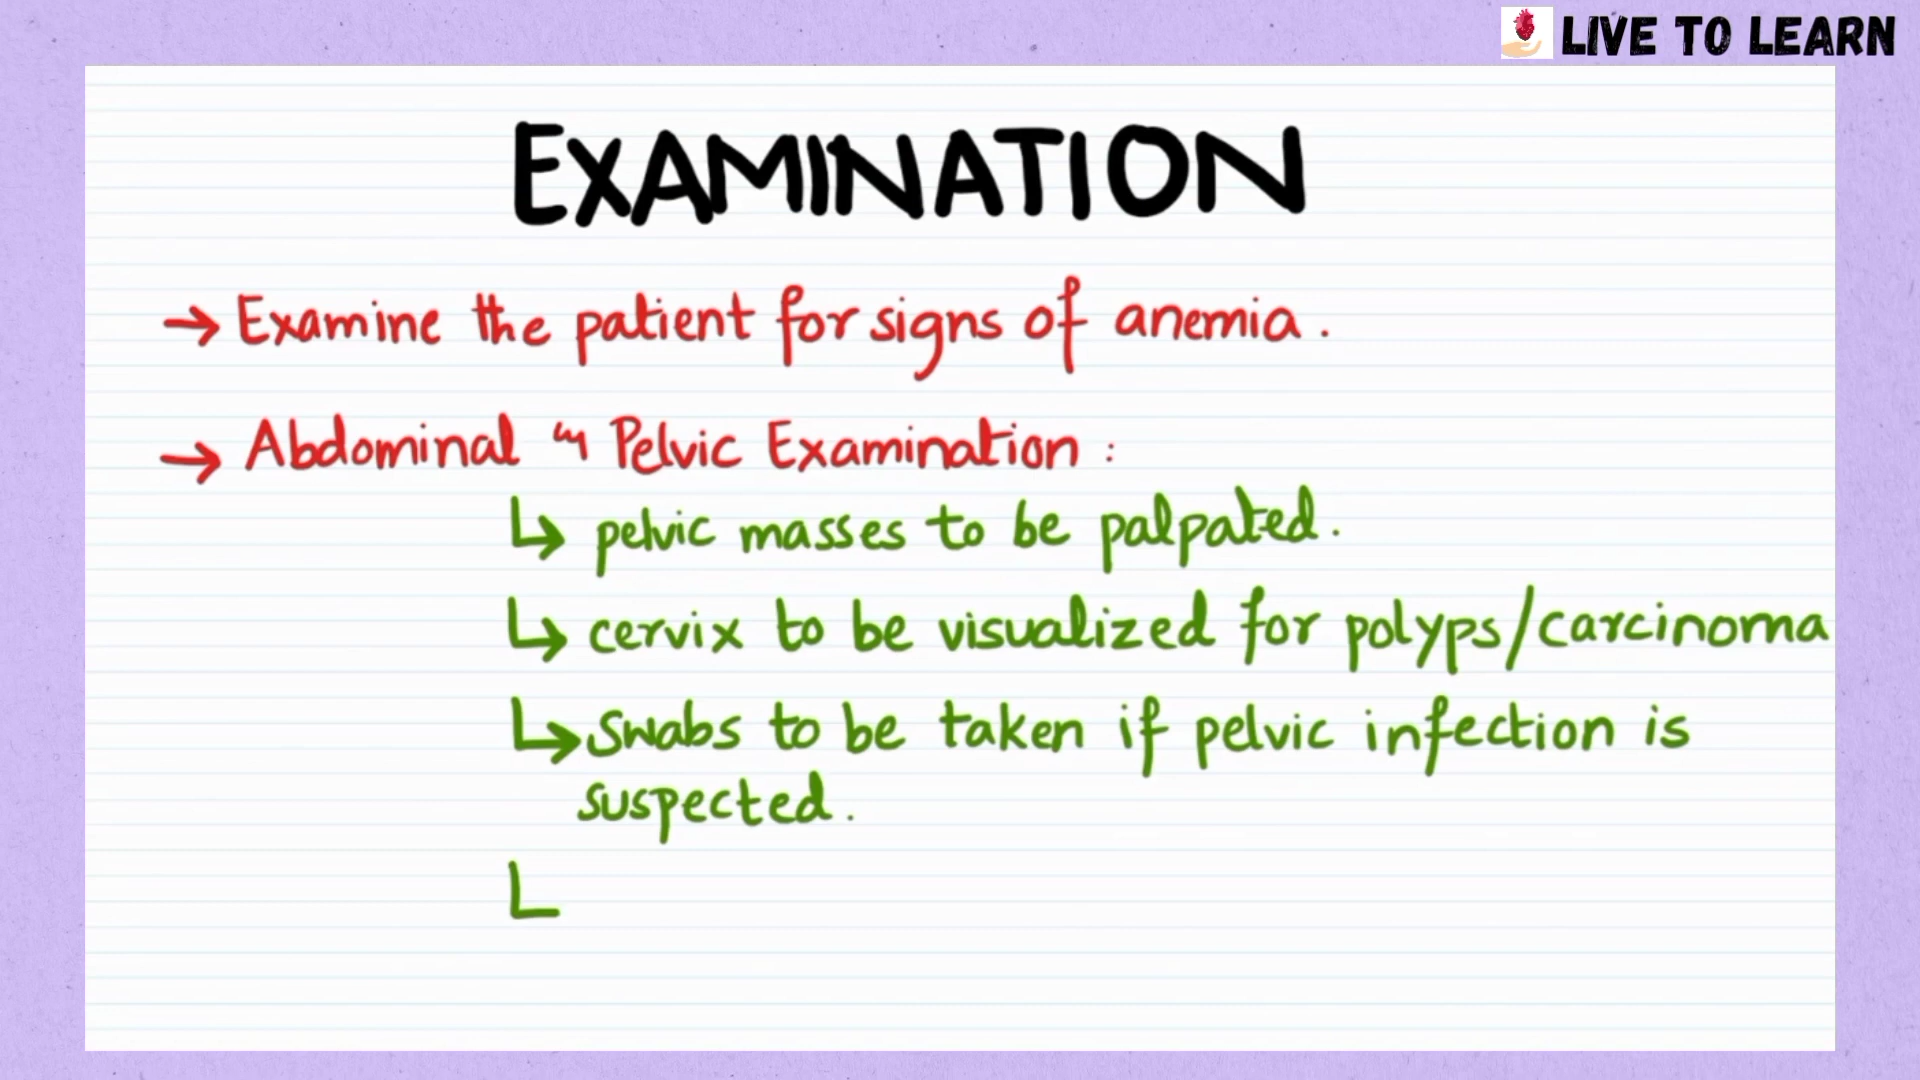 LIVE TO LEARN
EXAMINATION
→ Examine the patient for signs of anemia.
→ Abdominal & Pelvic Examination:
↳ pelvic masses to be palpated.
↳ cervix to be visualized for polyps/carcinoma
↳ Swabs to be taken if pelvic infection is
suspected.